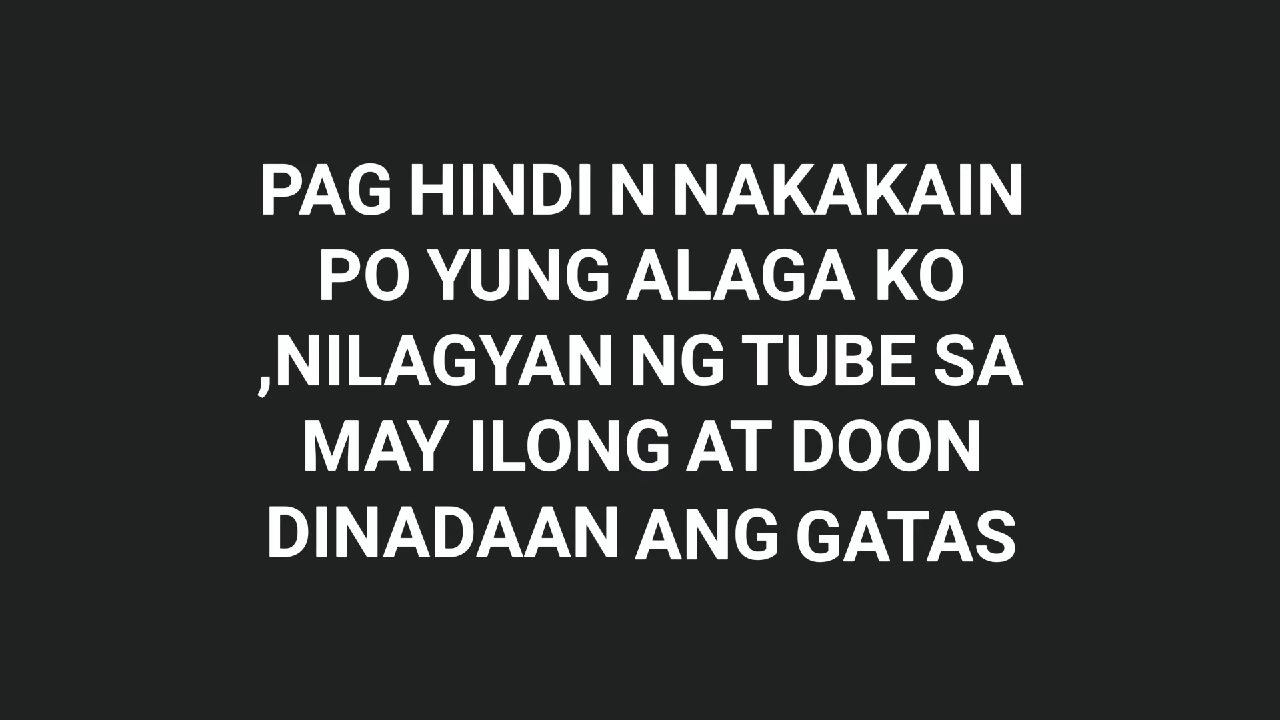 PAG HINDI N NAKAKAIN
PO YUNG ALAGA KO
,NILAGYAN NG TUBE SA
MAY ILONG AT DOON
DINADAAN ANG GATAS